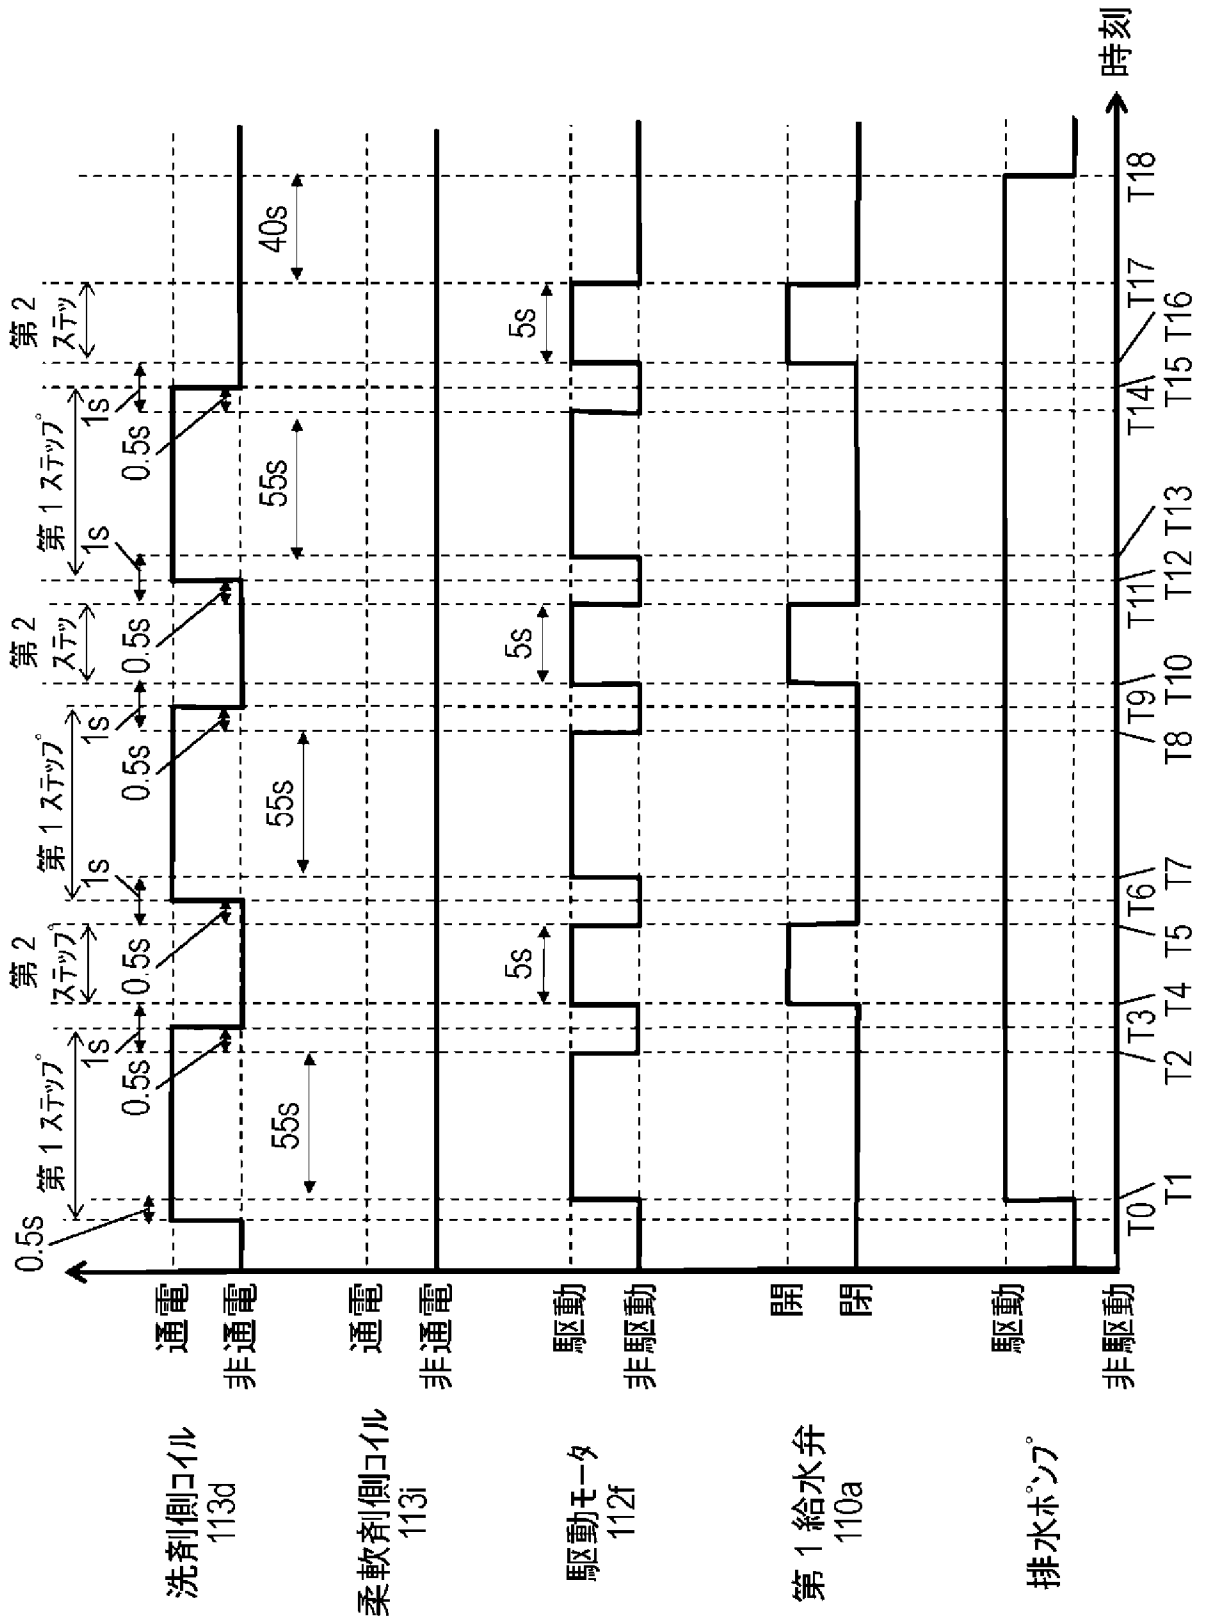 0.5s
第1ステップ
第2
ステップ
第1ステップ
第2
ステッ
第1ステップ
第2
ステッ
1s
1s
1s
1s
1s
0.5s
0.5s
0.5s
0.5s
0.5s
洗剤側コイル
113d
通電
非通電
55s
55s
55s
40s
柔軟剤側コイル
113i
通電
非通電
駆動モータ
112f
駆動
非駆動
5s
5s
5s
第1給水弁
110a
開
閉
排水ポンプ
駆動
非駆動
T0
T1
T2
T3
T4
T5
T6
T7
T8
T9
T10
T11
T12
T13
T14
T15
T16
T17
T18
時刻